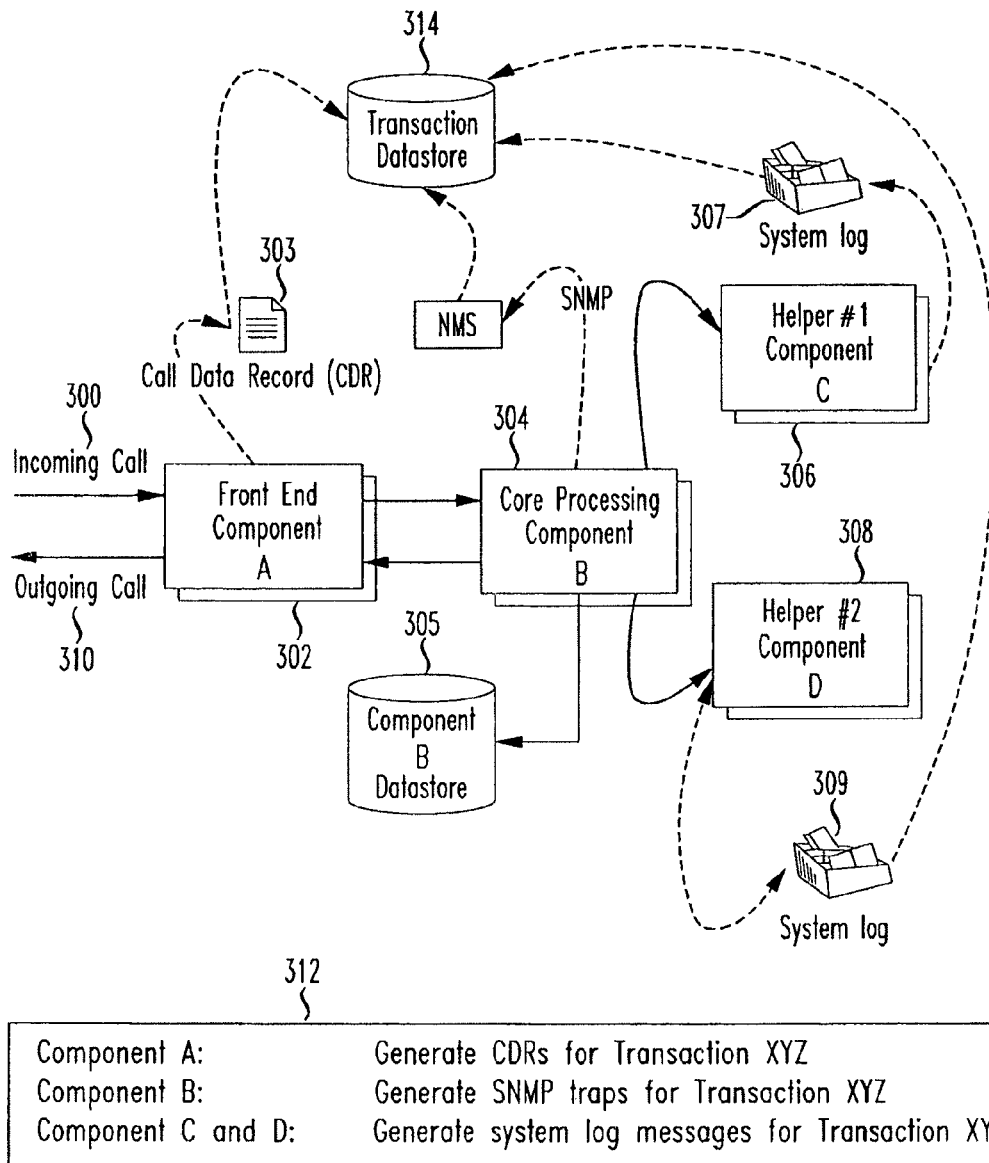 314
Transaction
Datastore
307
System log
303
Call Data Record (CDR)
NMS
SNMP
Helper #1
Component
C
306
300
Incoming Call
304
Front End
Component
A
Core Processing
Component
B
Outgoing Call
310
302
308
Helper #2
Component
D
305
Component
B
Datastore
309
System log
312
Component A: Generate CDRs for Transaction XYZ
Component B: Generate SNMP traps for Transaction XYZ
Component C and D: Generate system log messages for Transaction XY